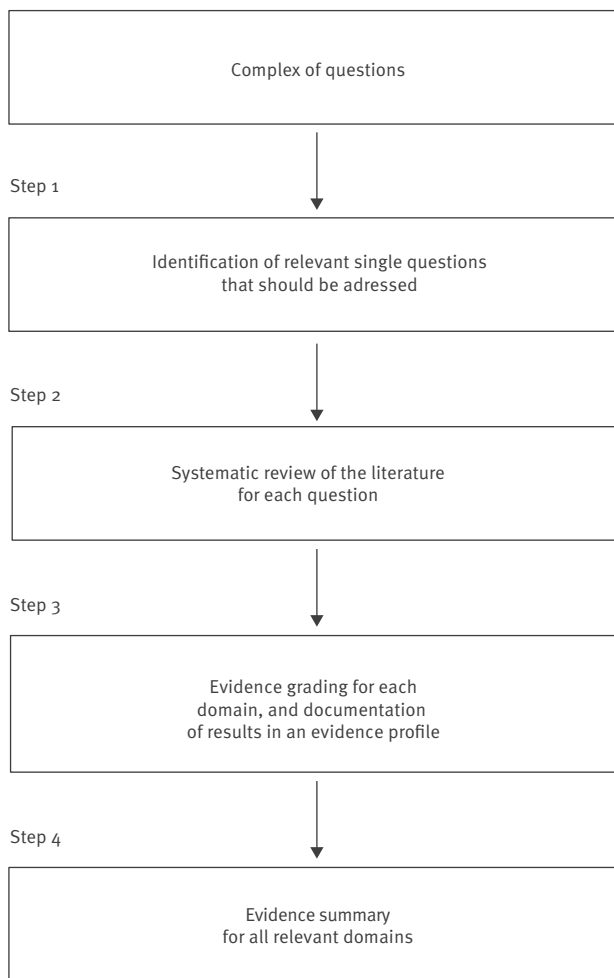 Complex of questions
Step 1
Identification of relevant single questions
that should be adressed
Step 2
Systematic review of the literature
for each question
Step 3
Evidence grading for each
domain, and documentation
of results in an evidence profile
Step 4
Evidence summary
for all relevant domains